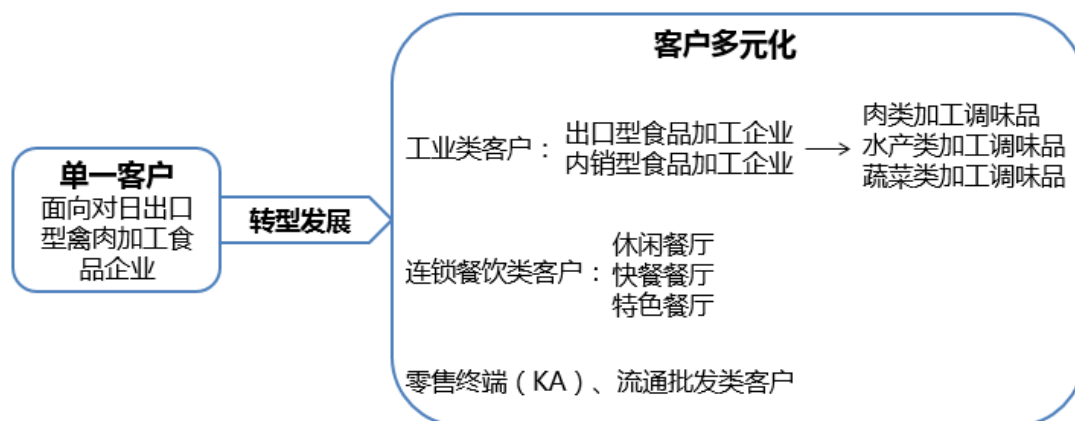 客户多元化
单一客户
面向对日出口
型禽肉加工食
品企业
转型发展
工业类客户：
出口型食品加工企业
内销型食品加工企业
肉类加工调味品
水产类加工调味品
蔬菜类加工调味品
连锁餐饮类客户：
休闲餐厅
快餐餐厅
特色餐厅
零售终端（KA）、流通批发类客户